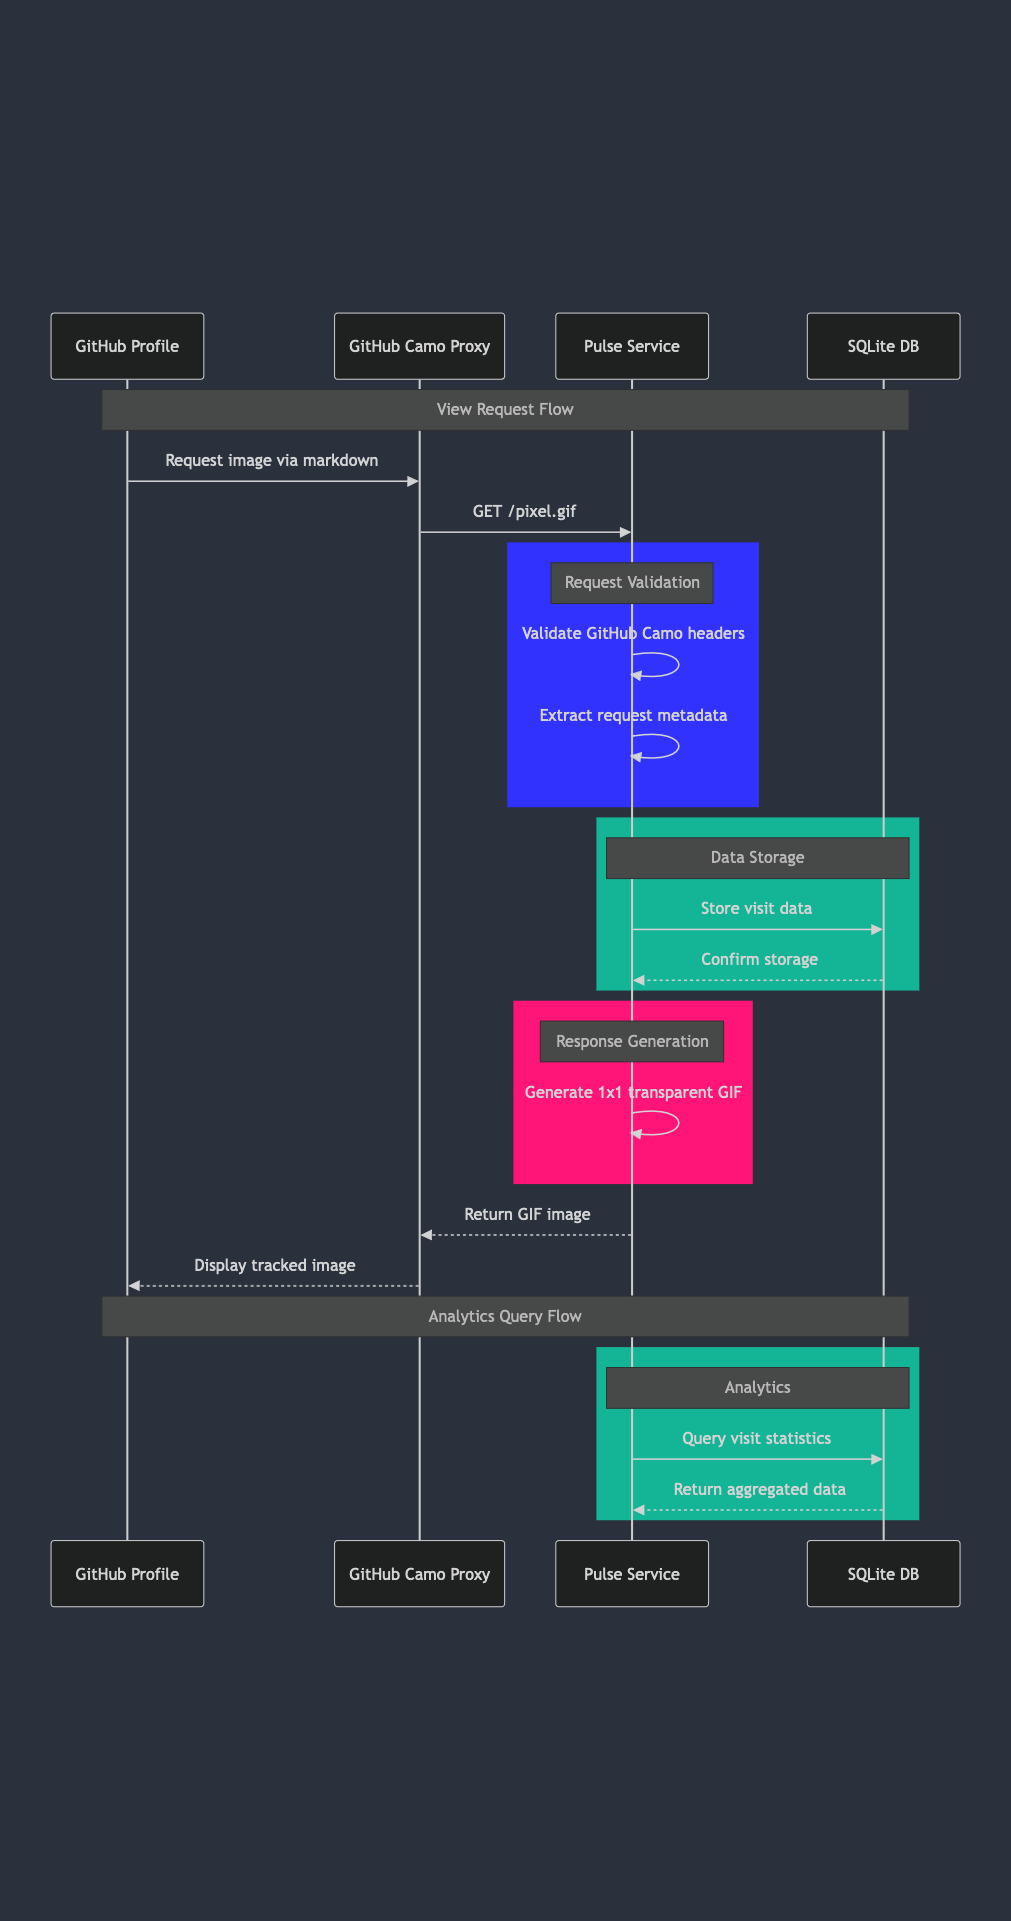 GitHub Profile
GitHub Camo Proxy
Pulse Service
SQLite DB
View Request Flow
Request image via markdown
GET /pixel.gif
Request Validation
Validate GitHub Camo headers
Extract request metadata
Data Storage
Store visit data
Confirm storage
Response Generation
Generate 1x1 transparent GIF
Return GIF image
Display tracked image
Analytics Query Flow
Analytics
Query visit statistics
Return aggregated data
GitHub Profile
GitHub Camo Proxy
Pulse Service
SQLite DB